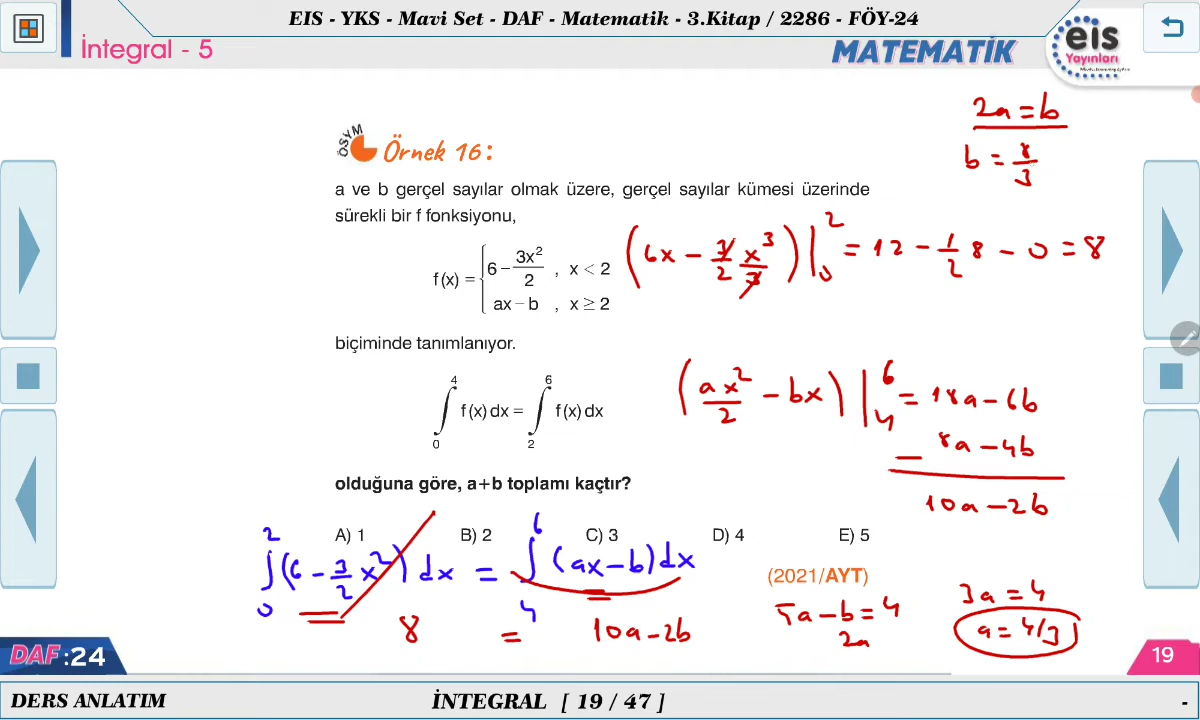 EIS - YKS - Mavi Set - DAF - Matematik - 3.Kitap / 2286 - FÖY-24
İntegral - 5
MATEMATİK
eis
Yayınları
2a = b
b = 8/3
ÖSYM
Örnek 16:
a ve b gerçel sayılar olmak üzere, gerçel sayılar kümesi üzerinde
sürekli bir f fonksiyonu,
f(x) = { 6 - 3x²/2 , x < 2
ax - b , x ≥ 2
(6x - 3/2 x³/3) |₀² = 12 - 1/2 8 - 0 = 8
biçiminde tanımlanıyor.
∫₀⁴ f(x) dx = ∫₂⁶ f(x) dx
(ax²/2 - bx) |₄⁶ = 18a - 6b
- 8a - 4b
10a - 2b
olduğuna göre, a+b toplamı kaçtır?
A) 1 B) 2 C) 3 D) 4 E) 5
∫₀² (6 - 3/2 x²) dx = ∫₄⁶ (ax - b) dx
(2021/AYT)
8 = 10a - 2b
5a - b = 4
2a
3a = 4
a = 4/3
DAF:24
19
DERS ANLATIM
İNTEGRAL [ 19 / 47 ]
-